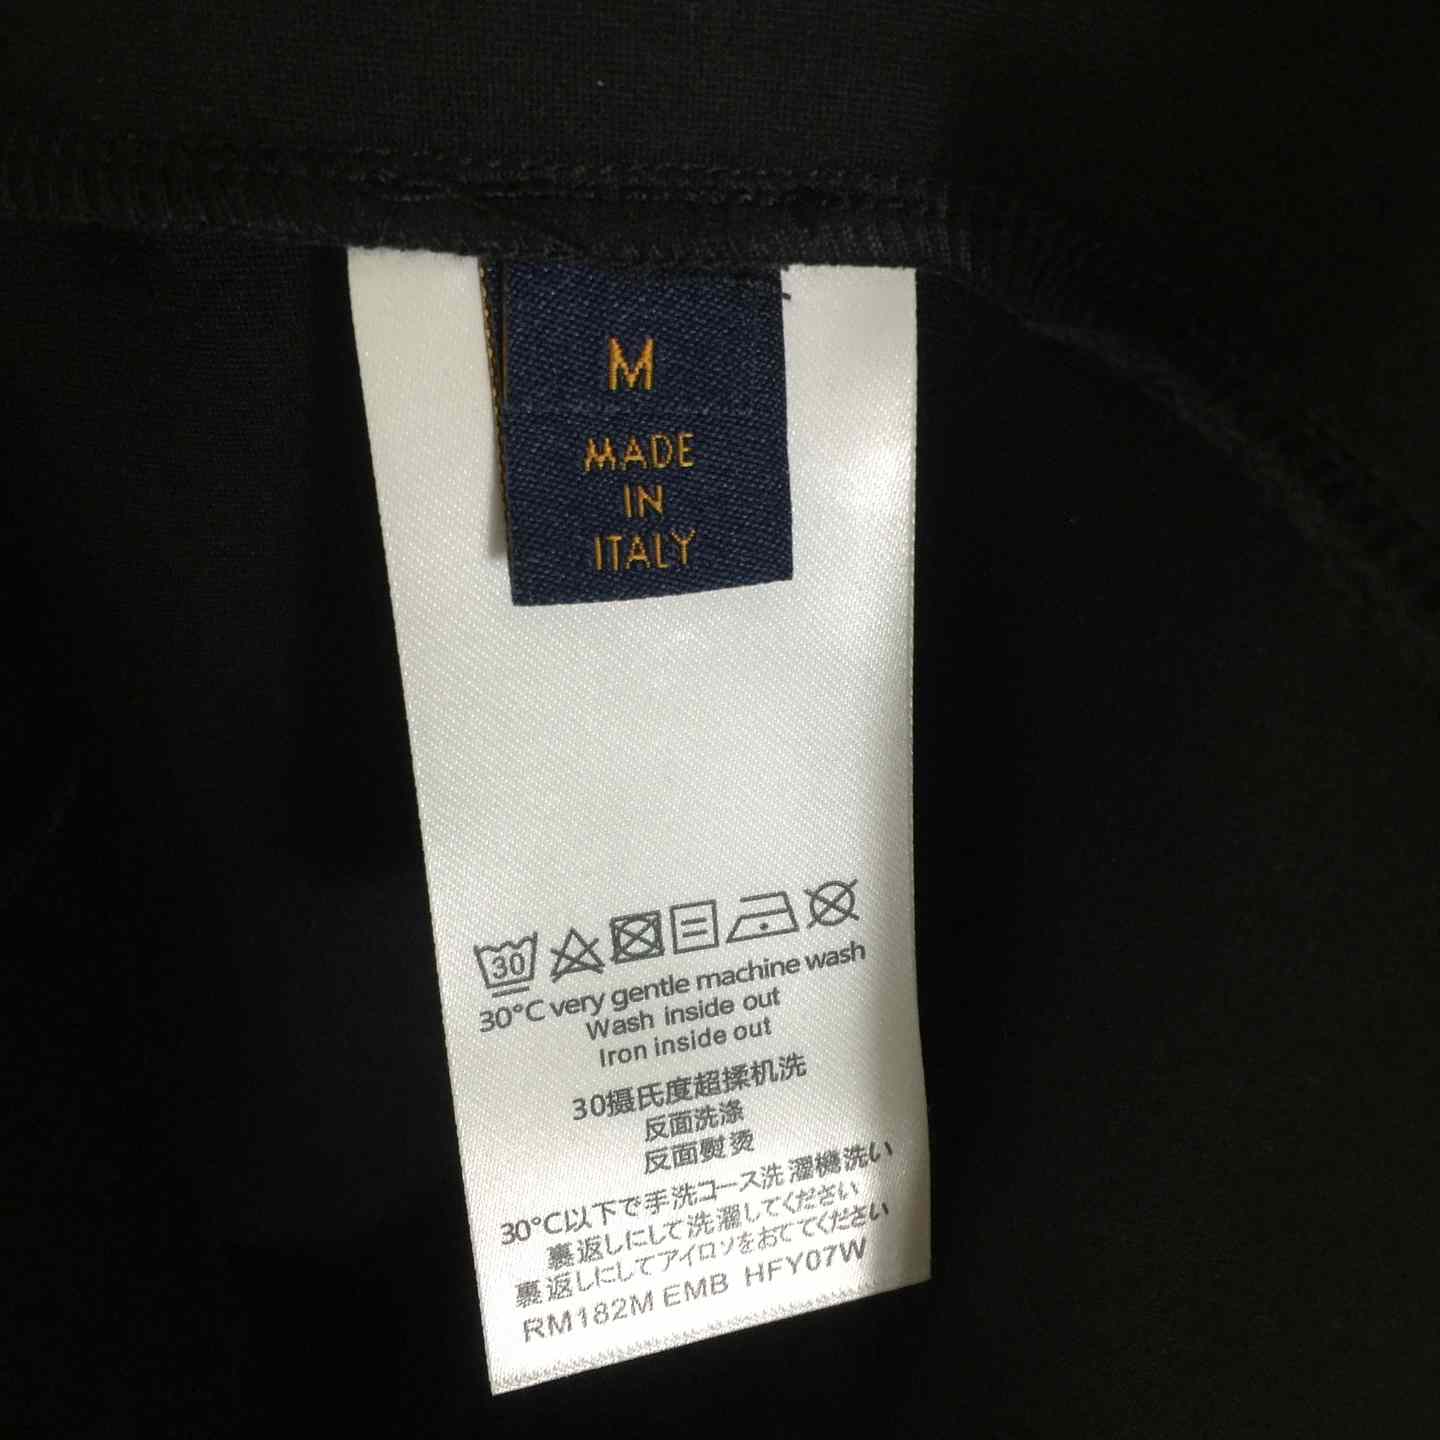 M
MADE
IN
ITALY
30
30°C very gentle machine wash
Wash inside out
Iron inside out
30摄氏度超揉机洗
反面洗涤
反面熨烫
30°C以下で手洗コース洗濯機洗い
裏返しにして洗濯してください
裏返しにしてアイロンをおててください
RM182M EMB HFY07W